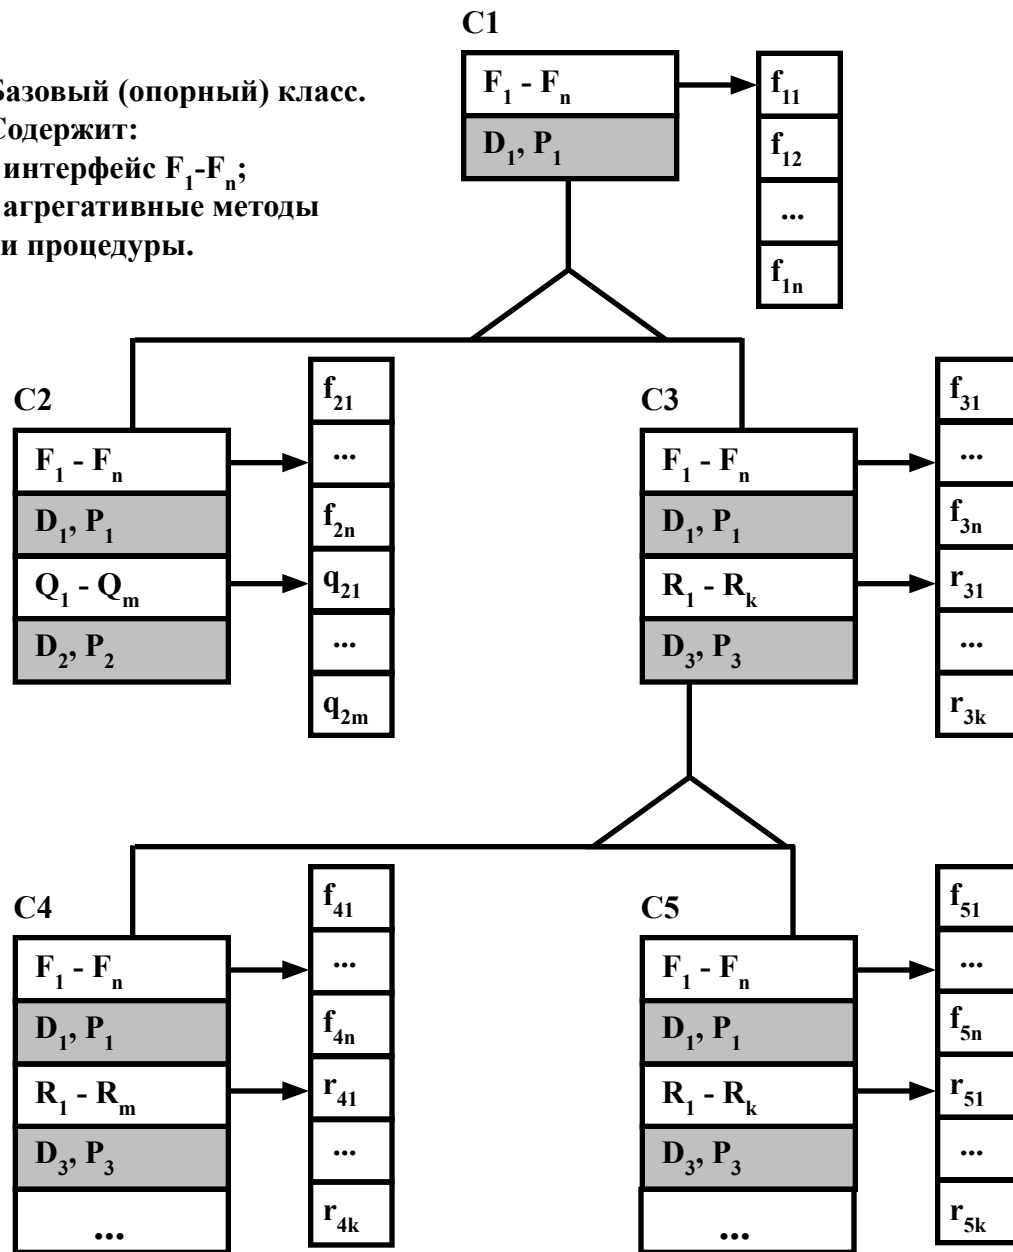 C1
Базовый (опорный) класс.
Содержит:
интерфейс F₁-Fₙ;
агрегативные методы
и процедуры.
F₁ - Fₙ
D₁, P₁
f₁₁
f₁₂
...
f₁ₙ
C2
F₁ - Fₙ
D₁, P₁
Q₁ - Qₘ
D₂, P₂
f₂₁
...
f₂ₙ
q₂₁
...
q₂ₘ
C3
F₁ - Fₙ
D₁, P₁
R₁ - Rₖ
D₃, P₃
f₃₁
...
f₃ₙ
r₃₁
...
r₃ₖ
C4
F₁ - Fₙ
D₁, P₁
R₁ - Rₘ
D₃, P₃
...
f₄₁
...
f₄ₙ
r₄₁
...
r₄ₖ
C5
F₁ - Fₙ
D₁, P₁
R₁ - Rₖ
D₃, P₃
...
f₅₁
...
f₅ₙ
r₅₁
...
r₅ₖ